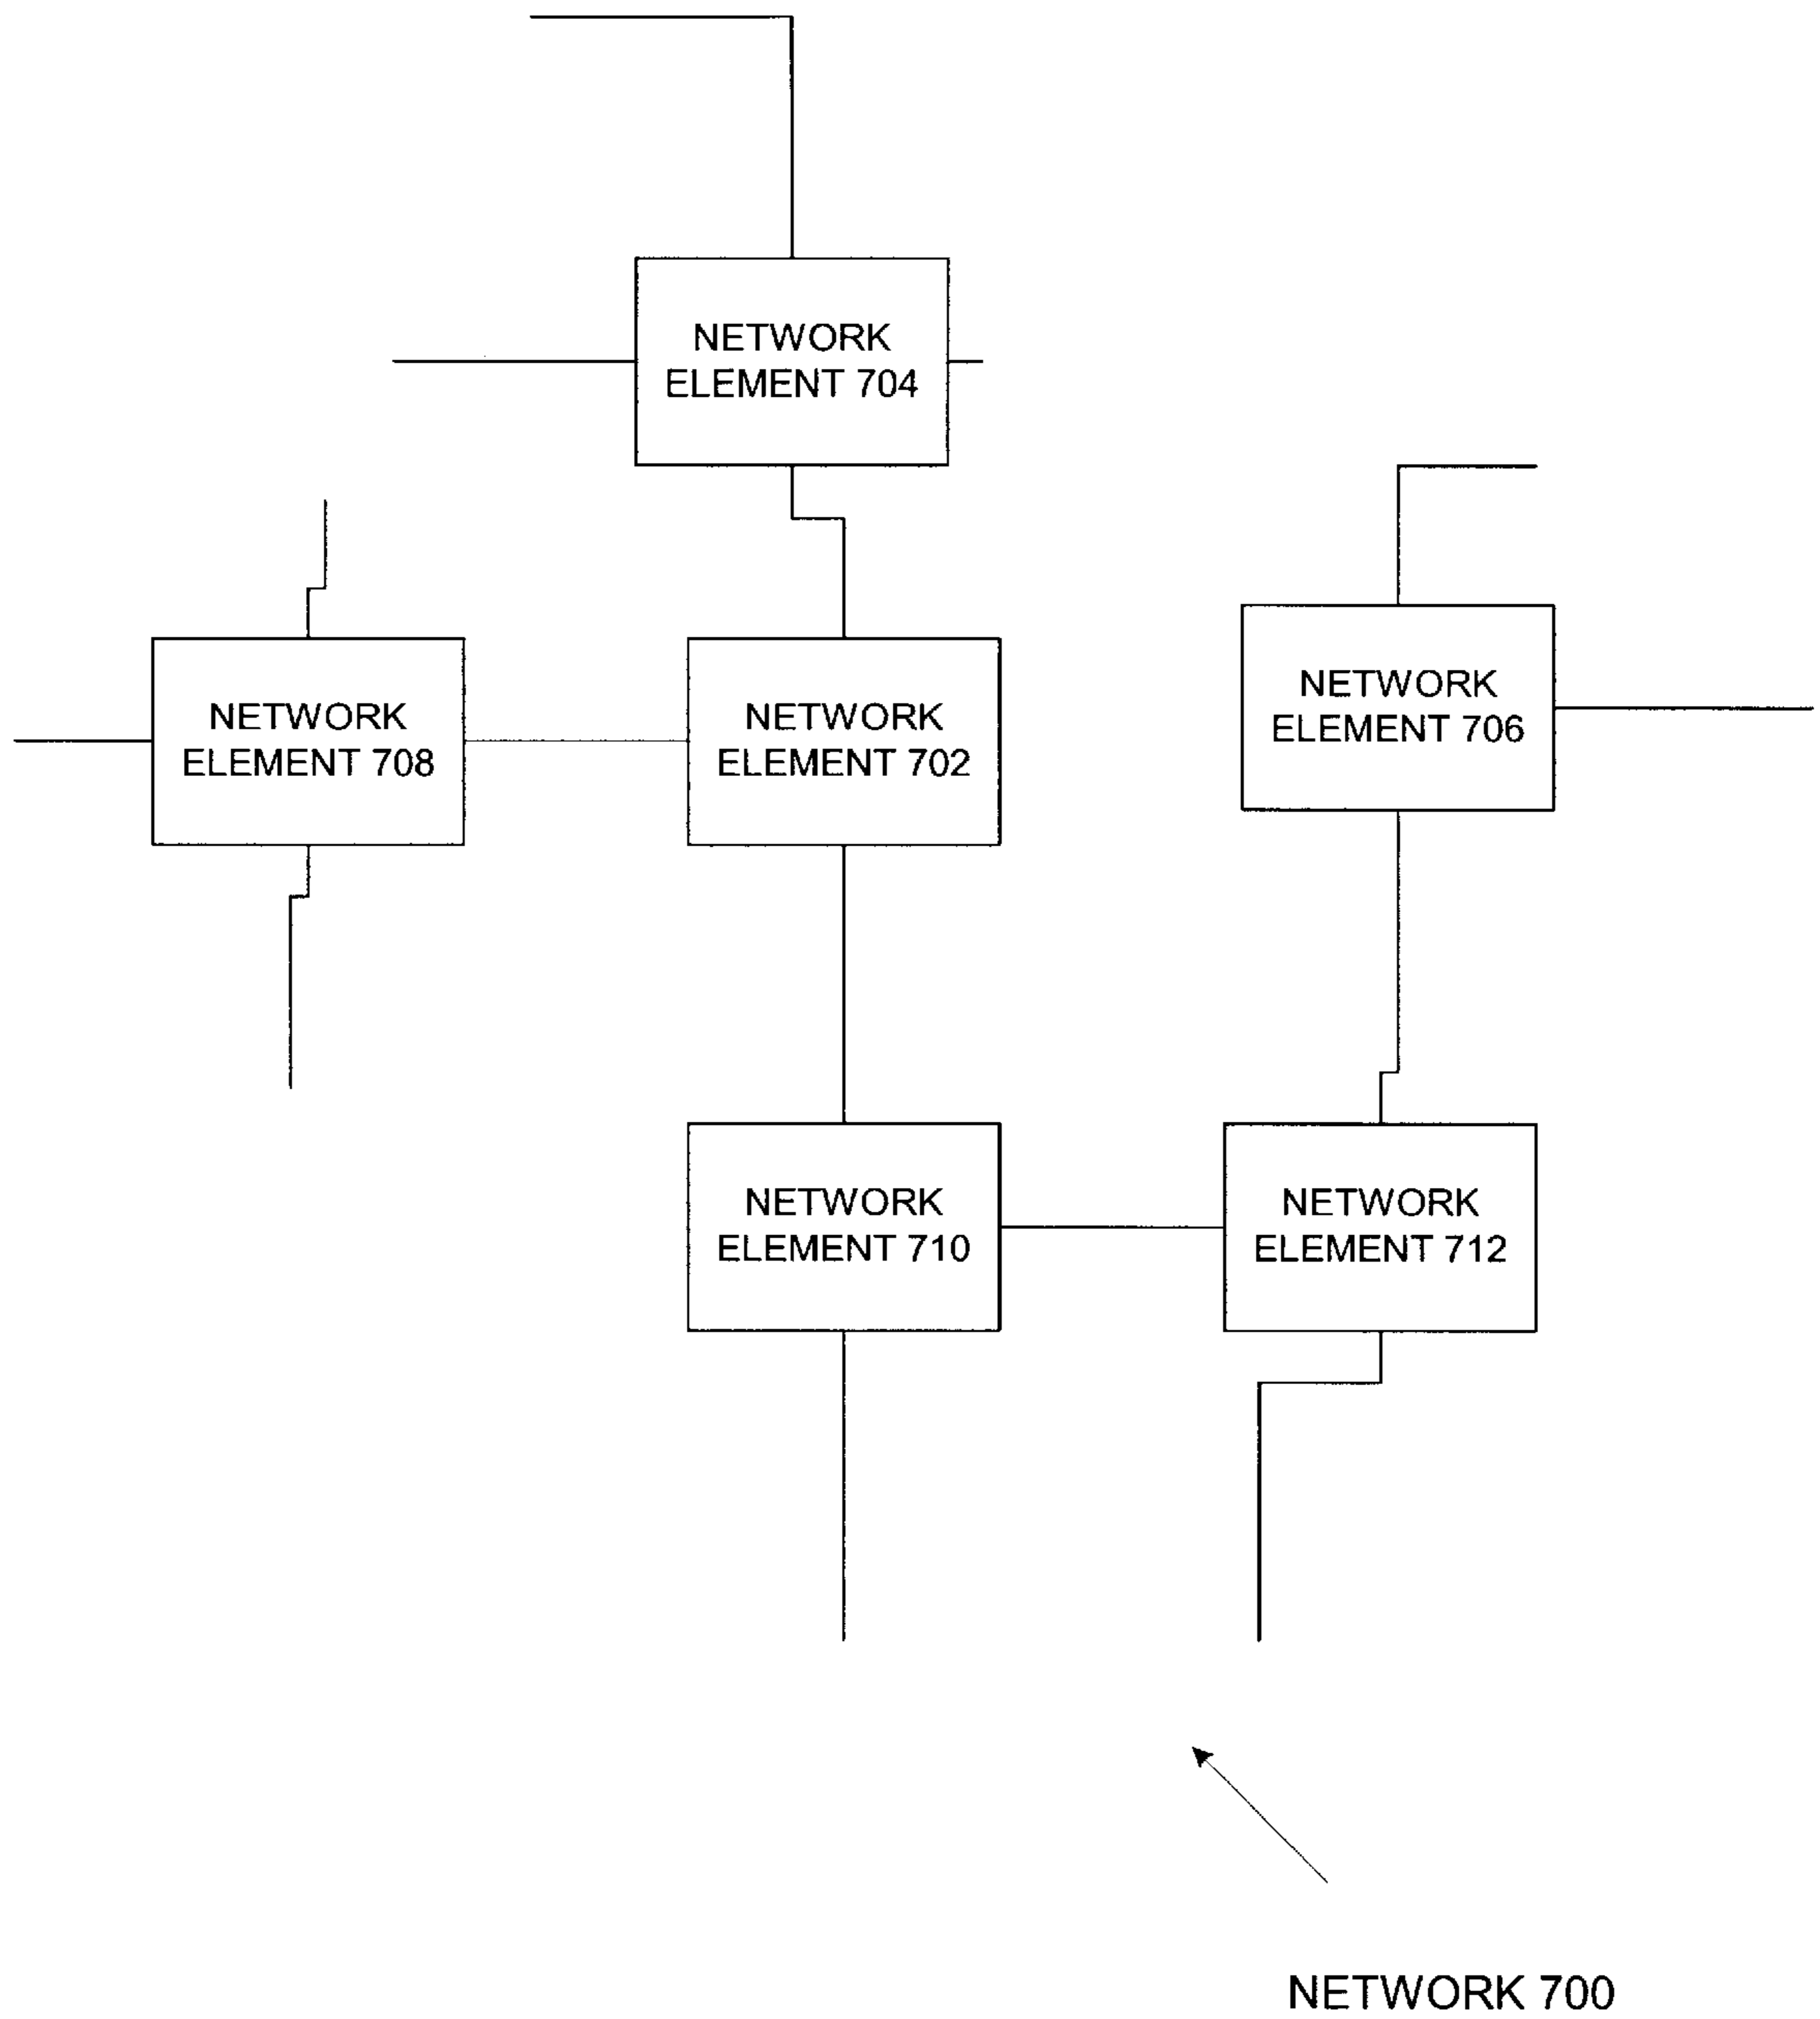 NETWORK
ELEMENT 704
NETWORK
ELEMENT 708
NETWORK
ELEMENT 702
NETWORK
ELEMENT 706
NETWORK
ELEMENT 710
NETWORK
ELEMENT 712
NETWORK 700